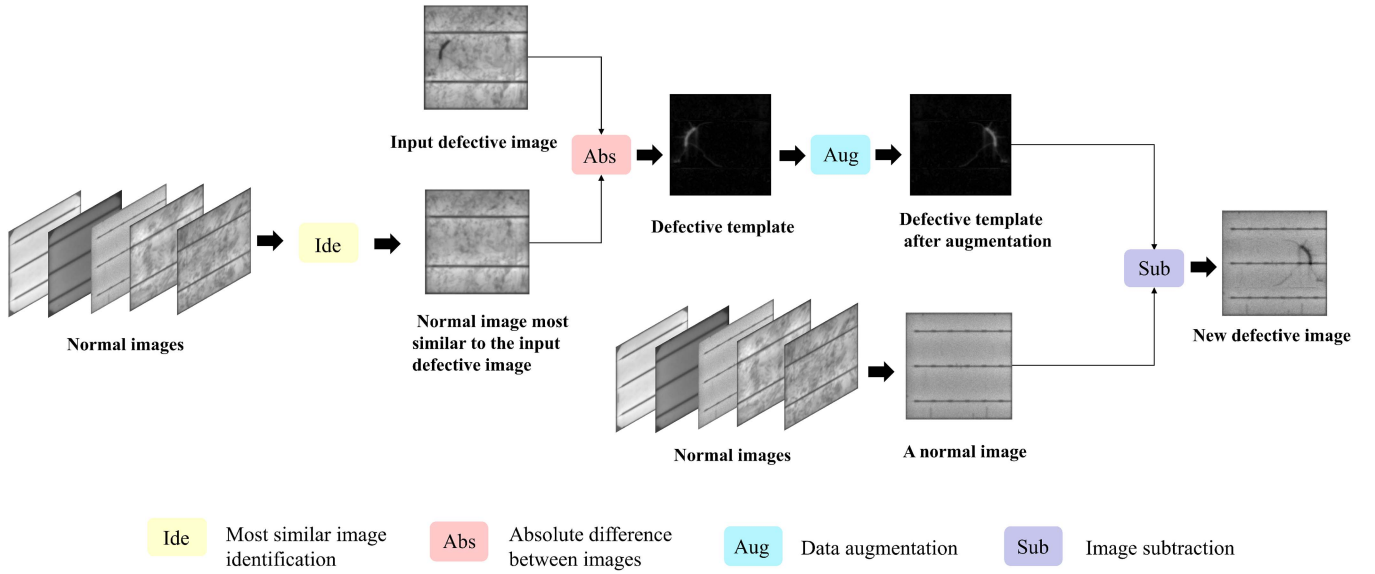 Input defective image
Abs
Aug
Defective template
Defective template
after augmentation
Ide
Sub
Normal images
Normal image most
similar to the input
defective image
New defective image
Normal images
A normal image
Ide
Most similar image
identification
Abs
Absolute difference
between images
Aug
Data augmentation
Sub
Image subtraction